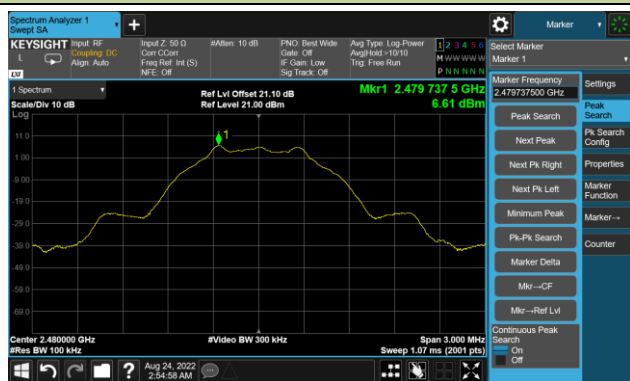 Spectrum Analyzer 1
Swept SA
Marker
KEYSIGHT
L
LXI
Input: RF
Coupling: DC
Align: Auto
Input Z: 50 Ω
Corr CCorr
Freq Ref: Int (S)
NFE: Off
#Atten: 10 dB
PNO: Best Wide
Gate: Off
IF Gain: Low
Sig Track: Off
Avg Type: Log-Power
Avg|Hold:>10/10
Trig: Free Run
1 2 3 4 5 6
M W W W W W
P N N N N N
Select Marker
Marker 1
1 Spectrum
Scale/Div 10 dB
Log
Ref Lvl Offset 21.10 dB
Ref Level 21.00 dBm
Mkr1 2.479 737 5 GHz
6.61 dBm
1
11.0
1.00
-9.00
-19.0
-29.0
-39.0
-49.0
-59.0
-69.0
Center 2.480000 GHz
#Res BW 100 kHz
#Video BW 300 kHz
Span 3.000 MHz
Sweep 1.07 ms (2001 pts)
Marker Frequency
2.479737500 GHz
Peak Search
Next Peak
Next Pk Right
Next Pk Left
Minimum Peak
Pk-Pk Search
Marker Delta
Mkr→CF
Mkr→Ref Lvl
Continuous Peak
Search
On
Off
Settings
Peak
Search
Pk Search
Config
Properties
Marker
Function
Marker→
Counter
?
Aug 24, 2022
2:54:58 AM